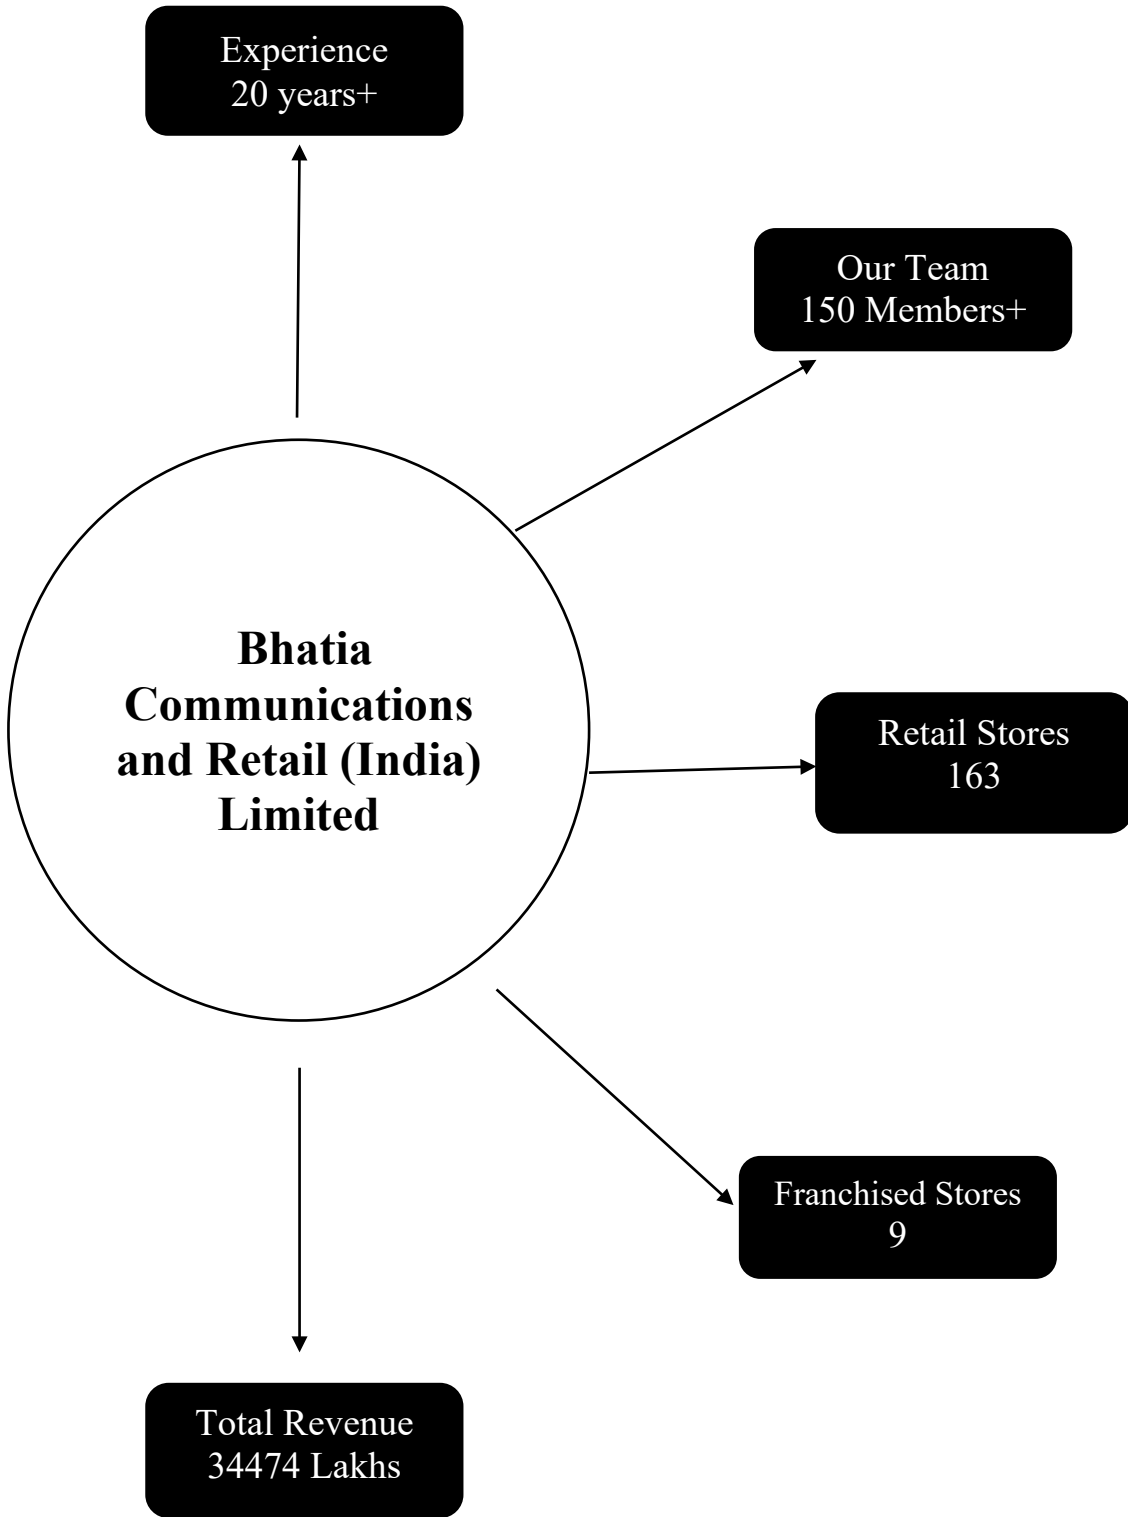 Experience
20 years+
Our Team
150 Members+
Bhatia
Communications
and Retail (India)
Limited
Retail Stores
163
Franchised Stores
9
Total Revenue
34474 Lakhs